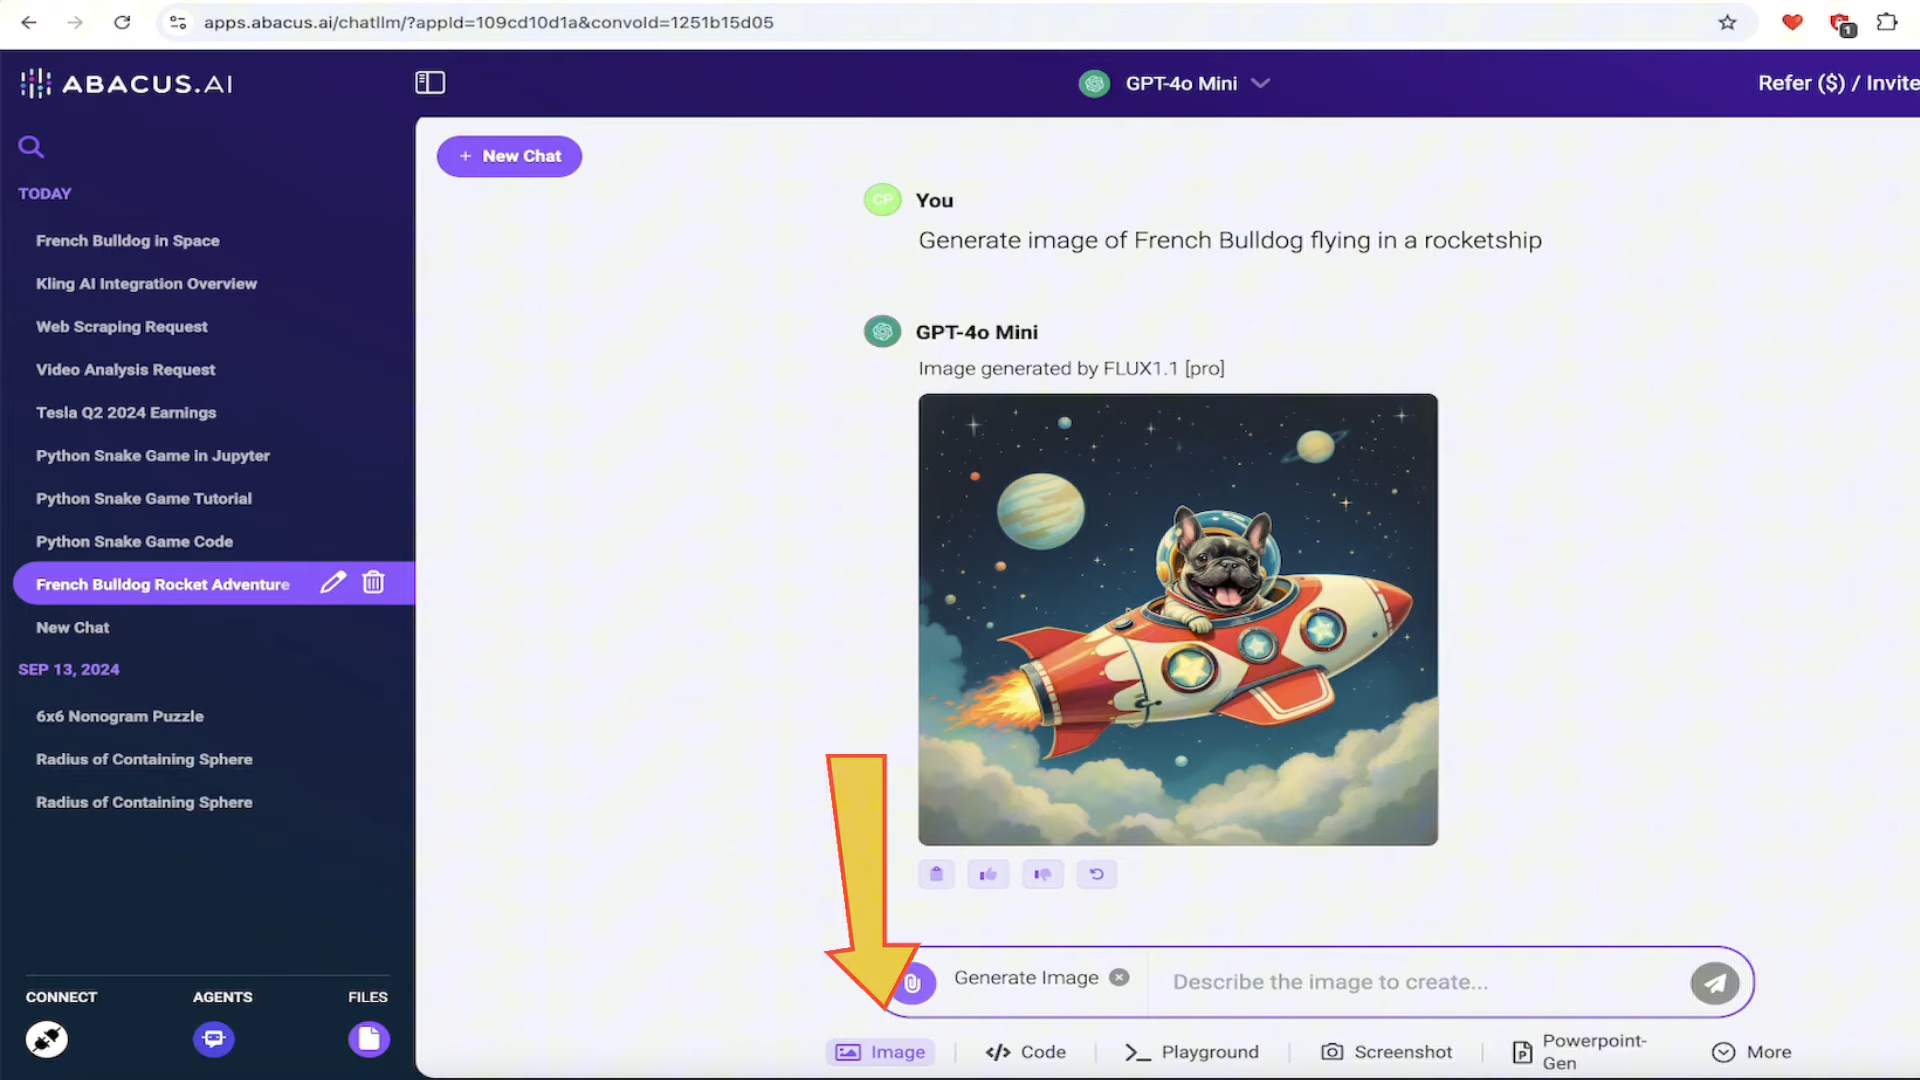 apps.abacus.ai/chatllm/?appId=109cd10d1a&convoId=1251b15d05
1
ABACUS.AI
GPT-4o Mini
Refer ($) / Invite
+ New Chat
TODAY
French Bulldog in Space
Kling AI Integration Overview
Web Scraping Request
Video Analysis Request
Tesla Q2 2024 Earnings
Python Snake Game in Jupyter
Python Snake Game Tutorial
Python Snake Game Code
French Bulldog Rocket Adventure
New Chat
SEP 13, 2024
6x6 Nonogram Puzzle
Radius of Containing Sphere
Radius of Containing Sphere
CONNECT
AGENTS
FILES
CP
You
Generate image of French Bulldog flying in a rocketship
GPT-4o Mini
Image generated by FLUX1.1 [pro]
Generate Image
Describe the image to create...
Image
Code
Playground
Screenshot
Powerpoint-
Gen
More